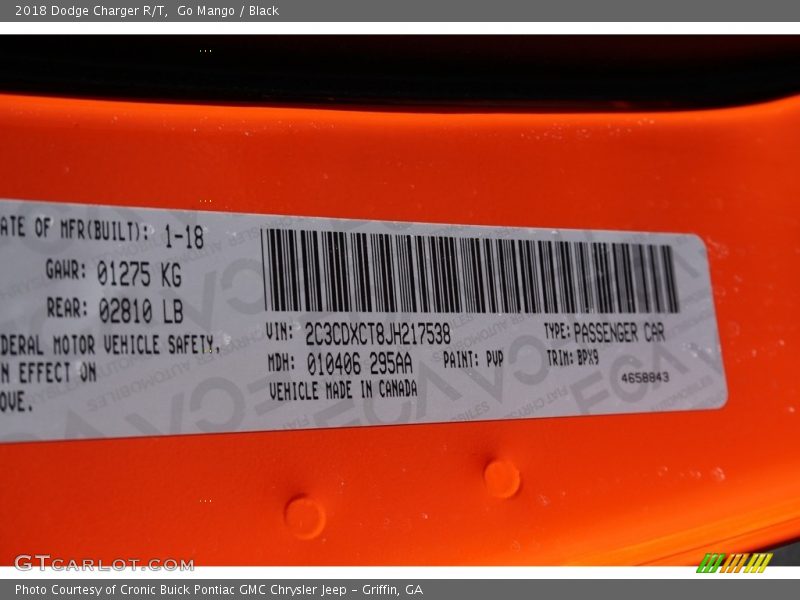 2018 Dodge Charger R/T, Go Mango / Black
ATE OF MFR(BUILT): 1-18
GAWR: 01275 KG
REAR: 02810 LB
DERAL MOTOR VEHICLE SAFETY,
N EFFECT ON
OVE.
VIN: 2C3CDXCT8JH217538 TYPE: PASSENGER CAR
MDH: 010406 295AA PAINT: PVP TRIM: BPX9
VEHICLE MADE IN CANADA
4658843
GTCARLOT.COM
Photo Courtesy of Cronic Buick Pontiac GMC Chrysler Jeep - Griffin, GA